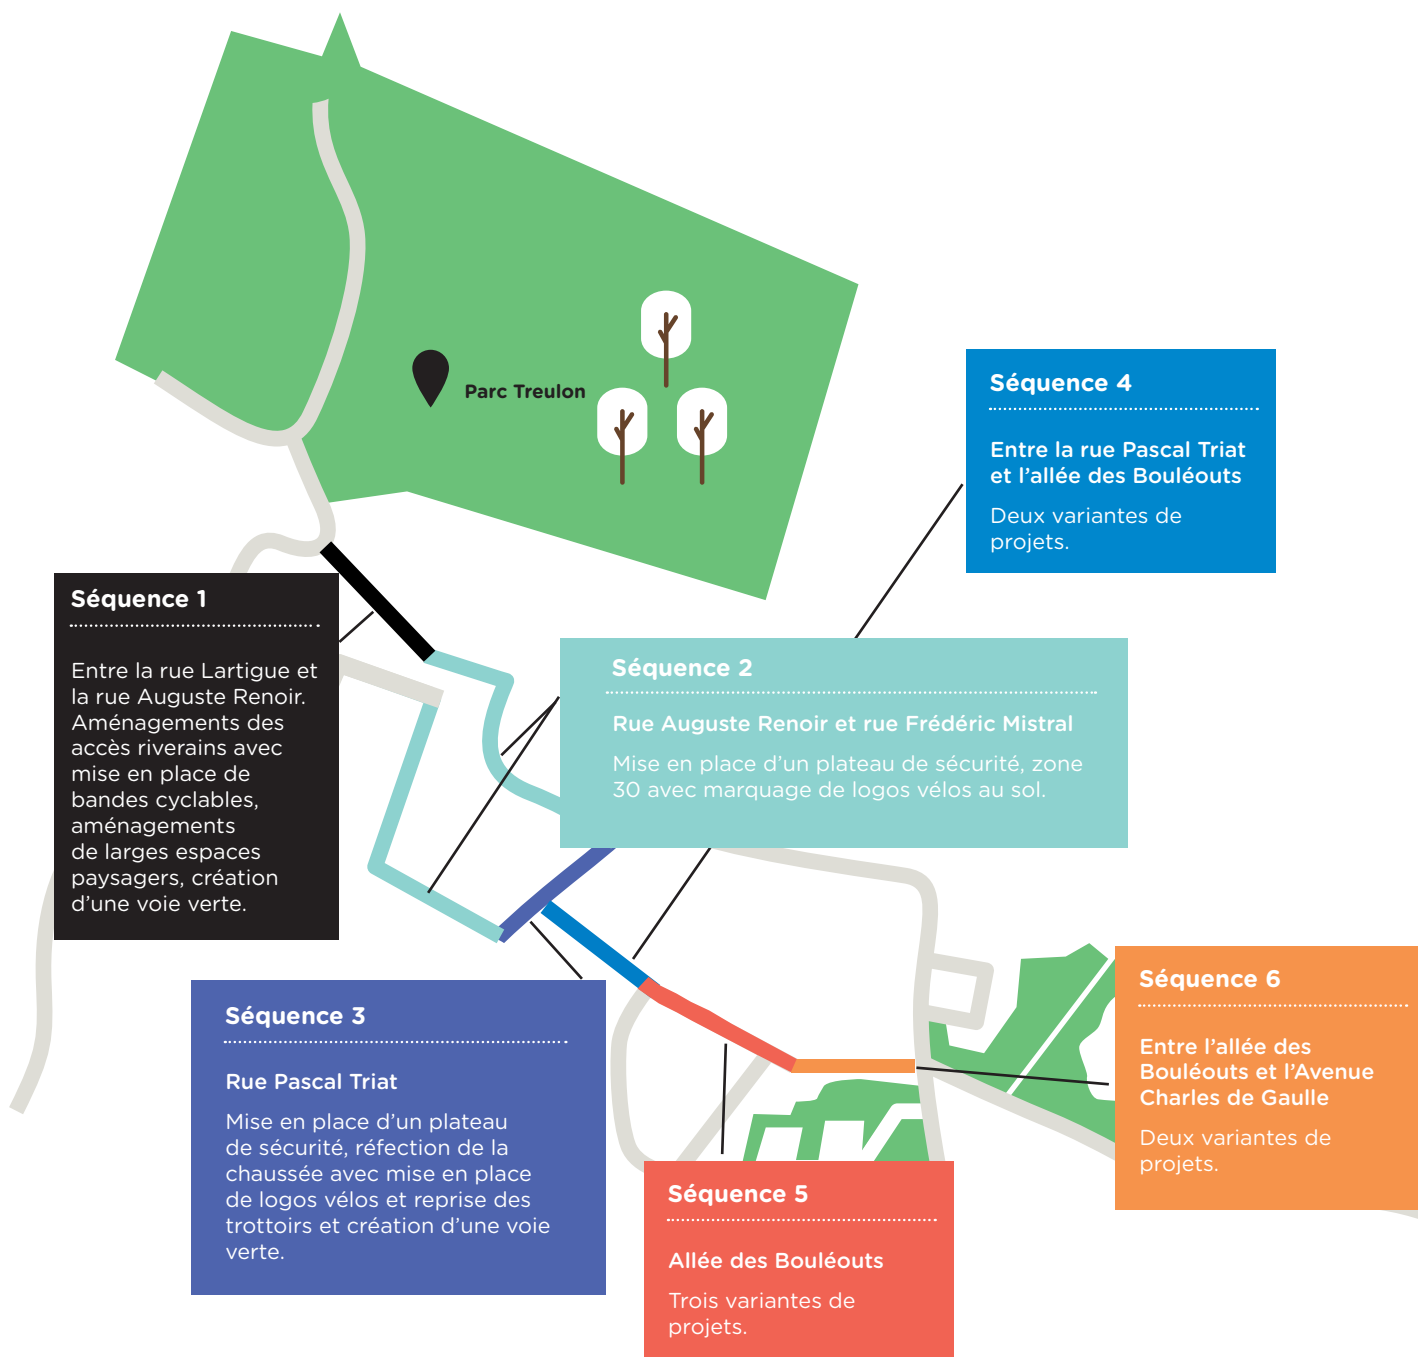 Parc Treulon
Séquence 1
Entre la rue Lartigue et
la rue Auguste Renoir.
Aménagements des
accès riverains avec
mise en place de
bandes cyclables,
aménagements
de larges espaces
paysagers, création
d’une voie verte.
Séquence 2
Rue Auguste Renoir et rue Frédéric Mistral
Mise en place d’un plateau de sécurité, zone
30 avec marquage de logos vélos au sol.
Séquence 3
Rue Pascal Triat
Mise en place d’un plateau
de sécurité, réfection de la
chaussée avec mise en place
de logos vélos et reprise des
trottoirs et création d’une voie
verte.
Séquence 4
Entre la rue Pascal Triat
et l’allée des Bouléouts
Deux variantes de
projets.
Séquence 5
Allée des Bouléouts
Trois variantes de
projets.
Séquence 6
Entre l’allée des
Bouléouts et l’Avenue
Charles de Gaulle
Deux variantes de
projets.